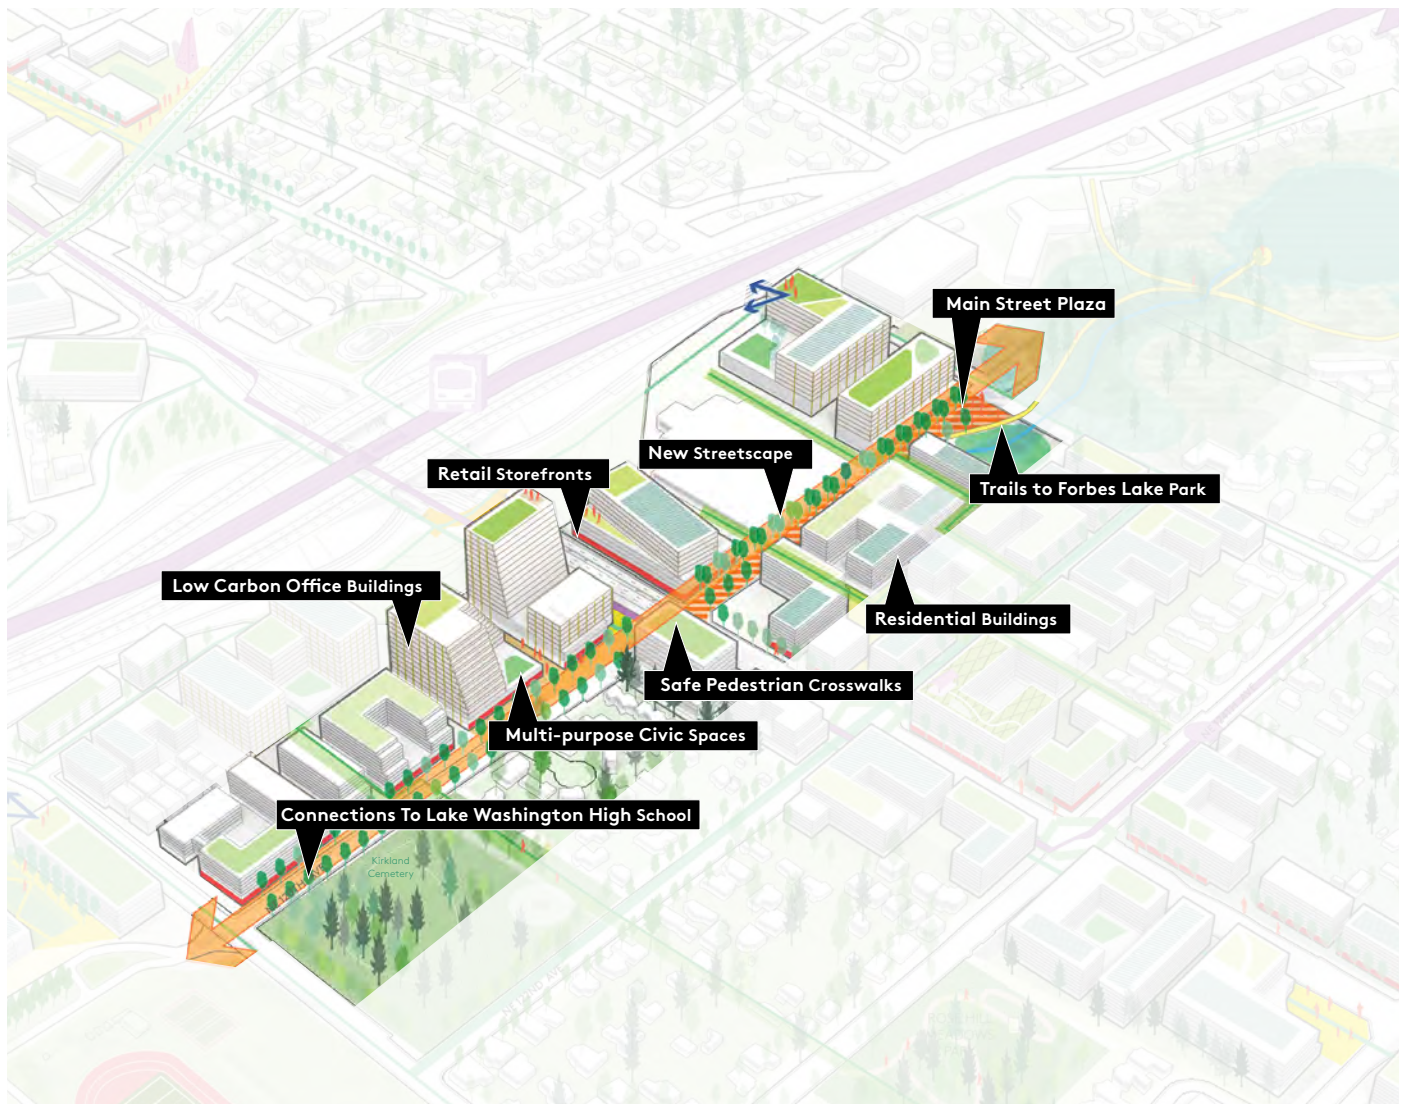 Main Street Plaza
New Streetscape
Retail Storefronts
Trails to Forbes Lake Park
Low Carbon Office Buildings
Residential Buildings
Safe Pedestrian Crosswalks
Multi-purpose Civic Spaces
Connections To Lake Washington High School
Kirkland
Cemetery